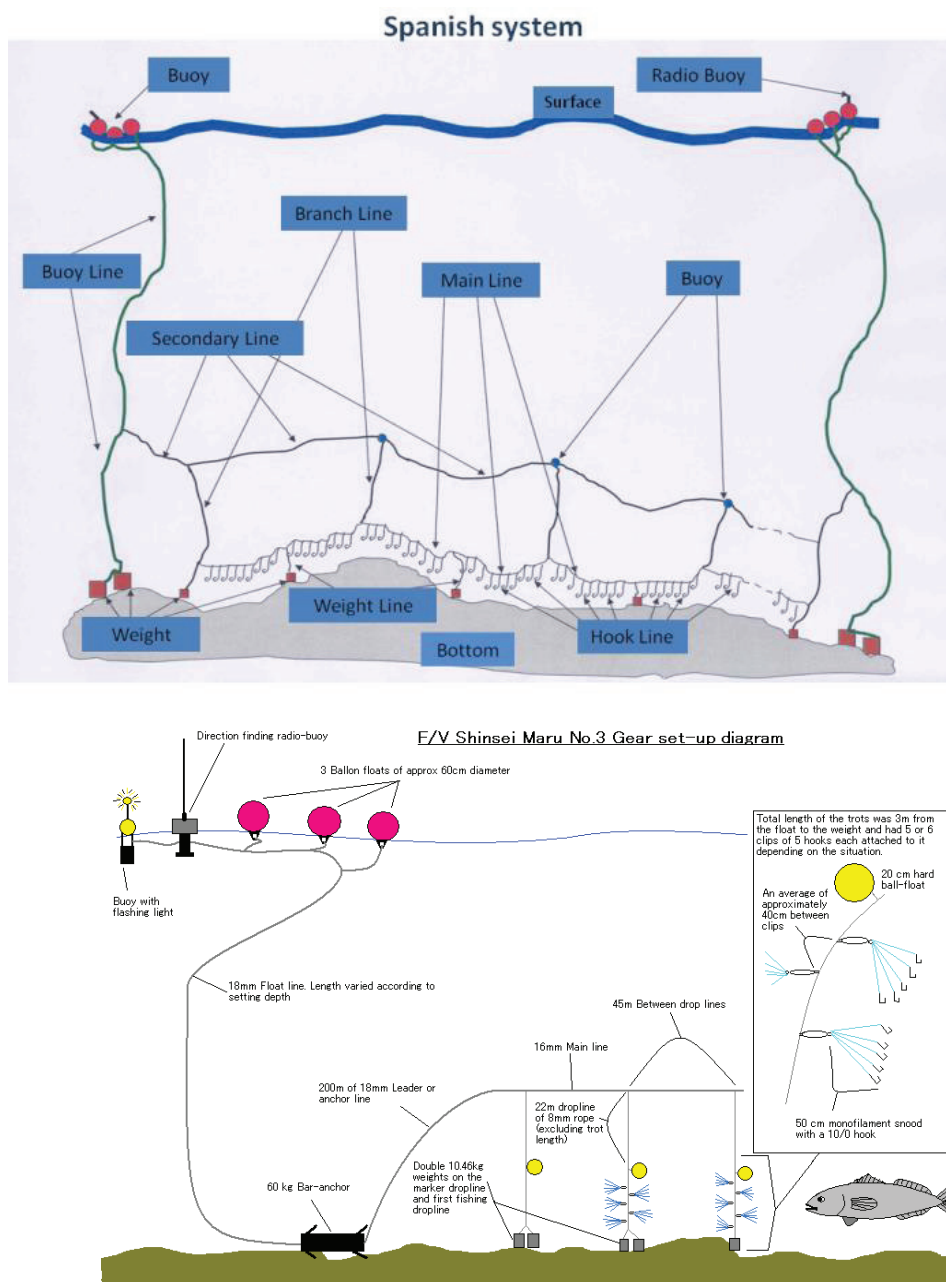 Spanish system
Buoy
Radio Buoy
Surface
Branch Line
Buoy Line
Main Line
Buoy
Secondary Line
Weight Line
Weight
Hook Line
Bottom
F/V Shinsei Maru No.3 Gear set-up diagram
Direction finding radio-buoy
3 Ballon floats of approx 60cm diameter
Buoy with
flashing light
Total length of the trots was 3m from
the float to the weight and had 5 or 6
clips of 5 hooks each attached to it
depending on the situation.
20 cm hard
ball-float
An average of
approximately
40cm between
clips
50 cm monofilament snood
with a 10/0 hook
18mm Float line. Length varied according to
setting depth
45m Between drop lines
16mm Main line
200m of 18mm Leader or
anchor line
22m dropline
of 8mm rope
(excluding trot
length)
Double 10.46kg
weights on the
marker dropline
and first fishing
dropline
60 kg Bar-anchor